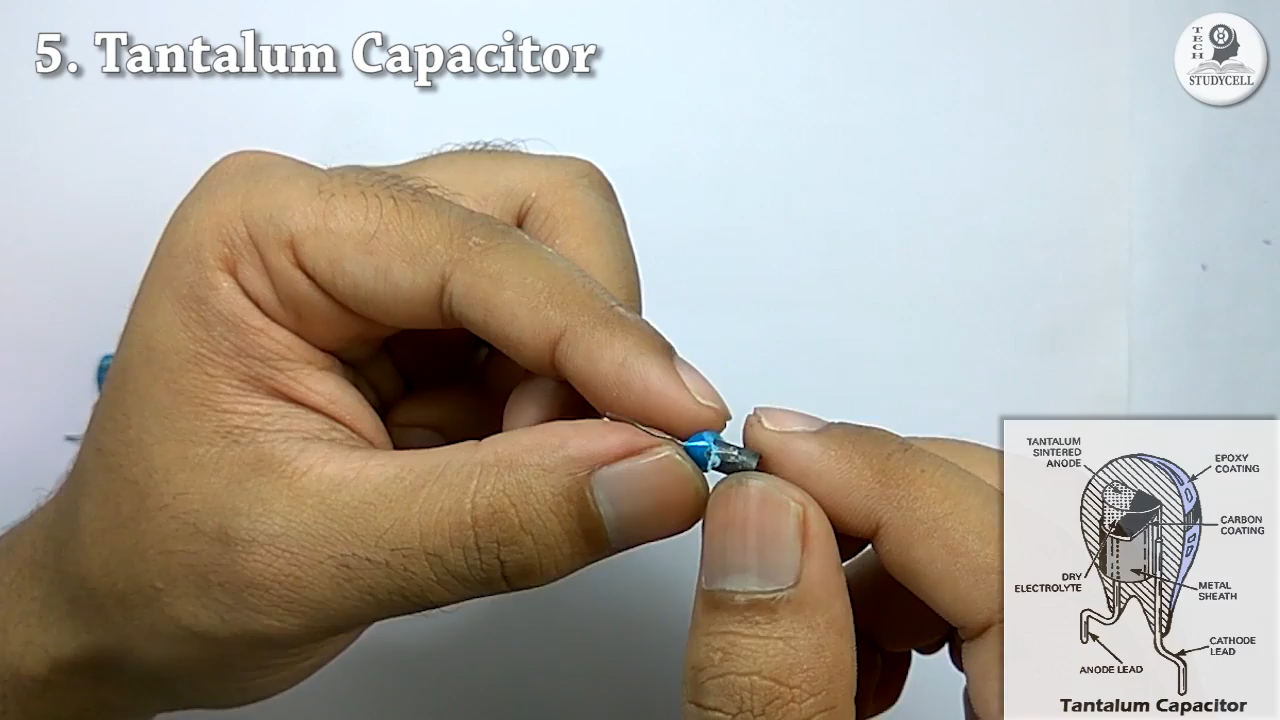 5. Tantalum Capacitor
TECH
STUDYCELL
TANTALUM
SINTERED
ANODE
EPOXY
COATING
CARBON
COATING
DRY
ELECTROLYTE
METAL
SHEATH
CATHODE
LEAD
ANODE LEAD
Tantalum Capacitor